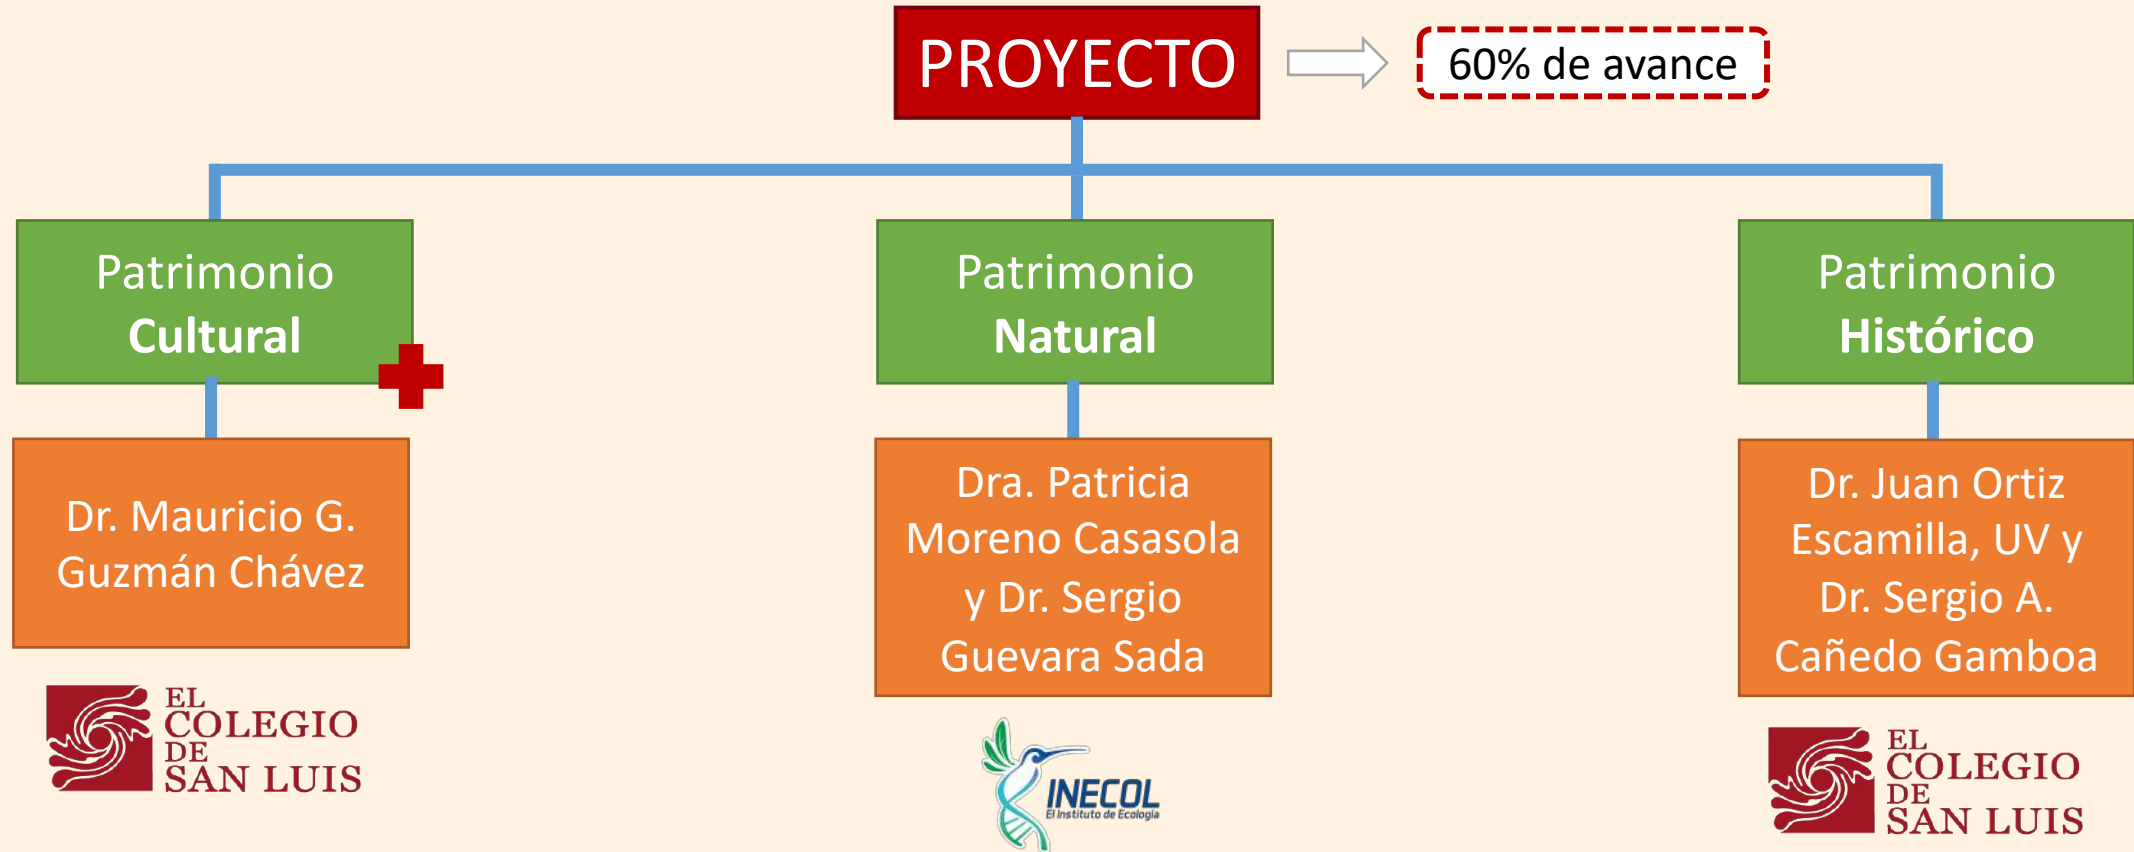 PROYECTO
60% de avance
Patrimonio
Cultural
Patrimonio
Natural
Patrimonio
Histórico
Dr. Mauricio G.
Guzmán Chávez
Dra. Patricia
Moreno Casasola
y Dr. Sergio
Guevara Sada
Dr. Juan Ortiz
Escamilla, UV y
Dr. Sergio A.
Cañedo Gamboa
EL
COLEGIO
DE
SAN LUIS
INECOL
El Instituto de Ecología
EL
COLEGIO
DE
SAN LUIS